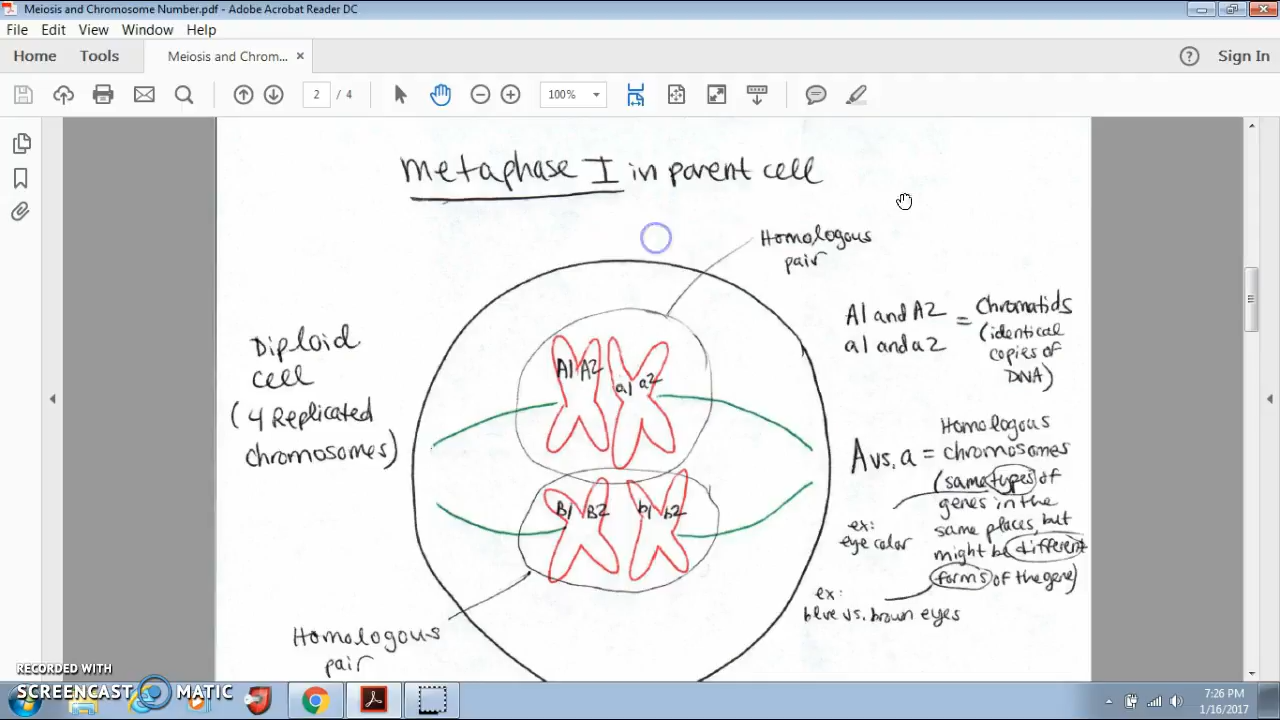 Meiosis and Chromosome Number.pdf - Adobe Acrobat Reader DC
File Edit View Window Help
Home Tools Meiosis and Chrom... × Sign In
2 / 4 100%
Metaphase I in parent cell
Homologous
pair
Diploid
cell
(4 Replicated
chromosomes)
A1 A2 a1 a2
B1 B2 b1 b2
Homologous
pair
A1 and A2
a1 and a2
= Chromatids
(identical
copies of
DNA)
A vs. a = Homologous
chromosomes
(same types of
genes in the
same places, but
might be different
forms of the gene)
ex:
eye color
ex:
blue vs. brown eyes
RECORDED WITH
SCREENCAST MATIC
7:26 PM
1/16/2017